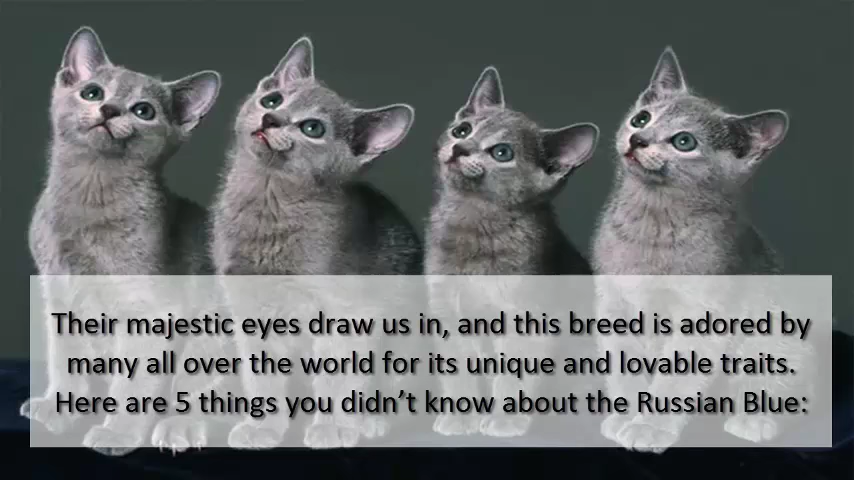 Their majestic eyes draw us in, and this breed is adored by
many all over the world for its unique and lovable traits.
Here are 5 things you didn’t know about the Russian Blue: